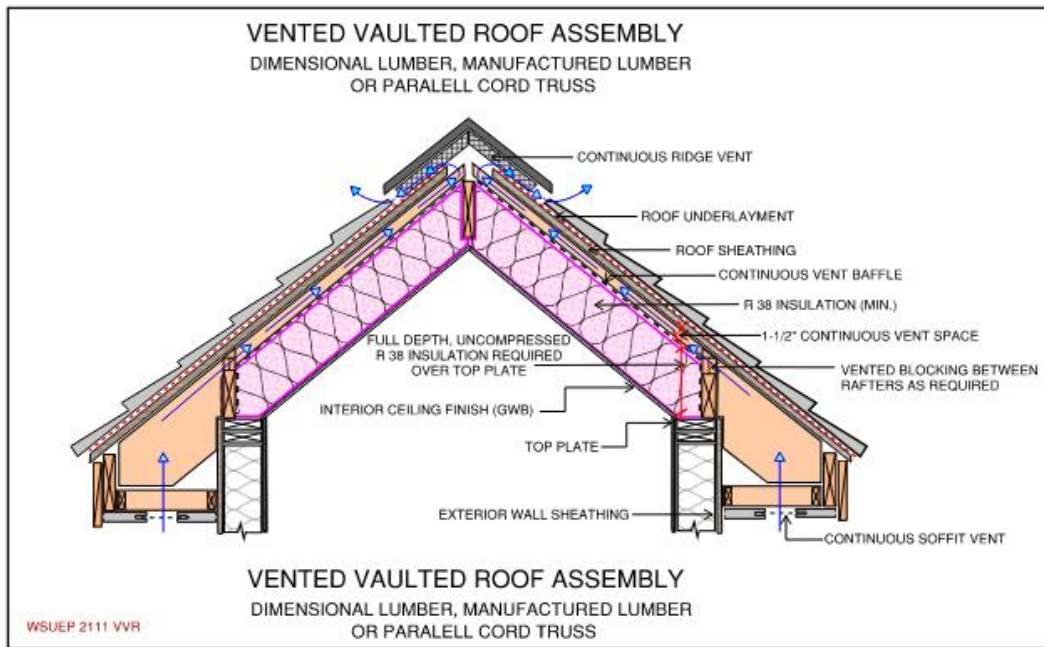 VENTED VAULTED ROOF ASSEMBLY
DIMENSIONAL LUMBER, MANUFACTURED LUMBER
OR PARALELL CORD TRUSS
CONTINUOUS RIDGE VENT
ROOF UNDERLAYMENT
ROOF SHEATHING
CONTINUOUS VENT BAFFLE
R 38 INSULATION (MIN.)
1-1/2" CONTINUOUS VENT SPACE
FULL DEPTH, UNCOMPRESSED
R 38 INSULATION REQUIRED
OVER TOP PLATE
VENTED BLOCKING BETWEEN
RAFTERS AS REQUIRED
INTERIOR CEILING FINISH (GWB)
TOP PLATE
EXTERIOR WALL SHEATHING
CONTINUOUS SOFFIT VENT
VENTED VAULTED ROOF ASSEMBLY
DIMENSIONAL LUMBER, MANUFACTURED LUMBER
OR PARALELL CORD TRUSS
WSUEP 2111 VVR